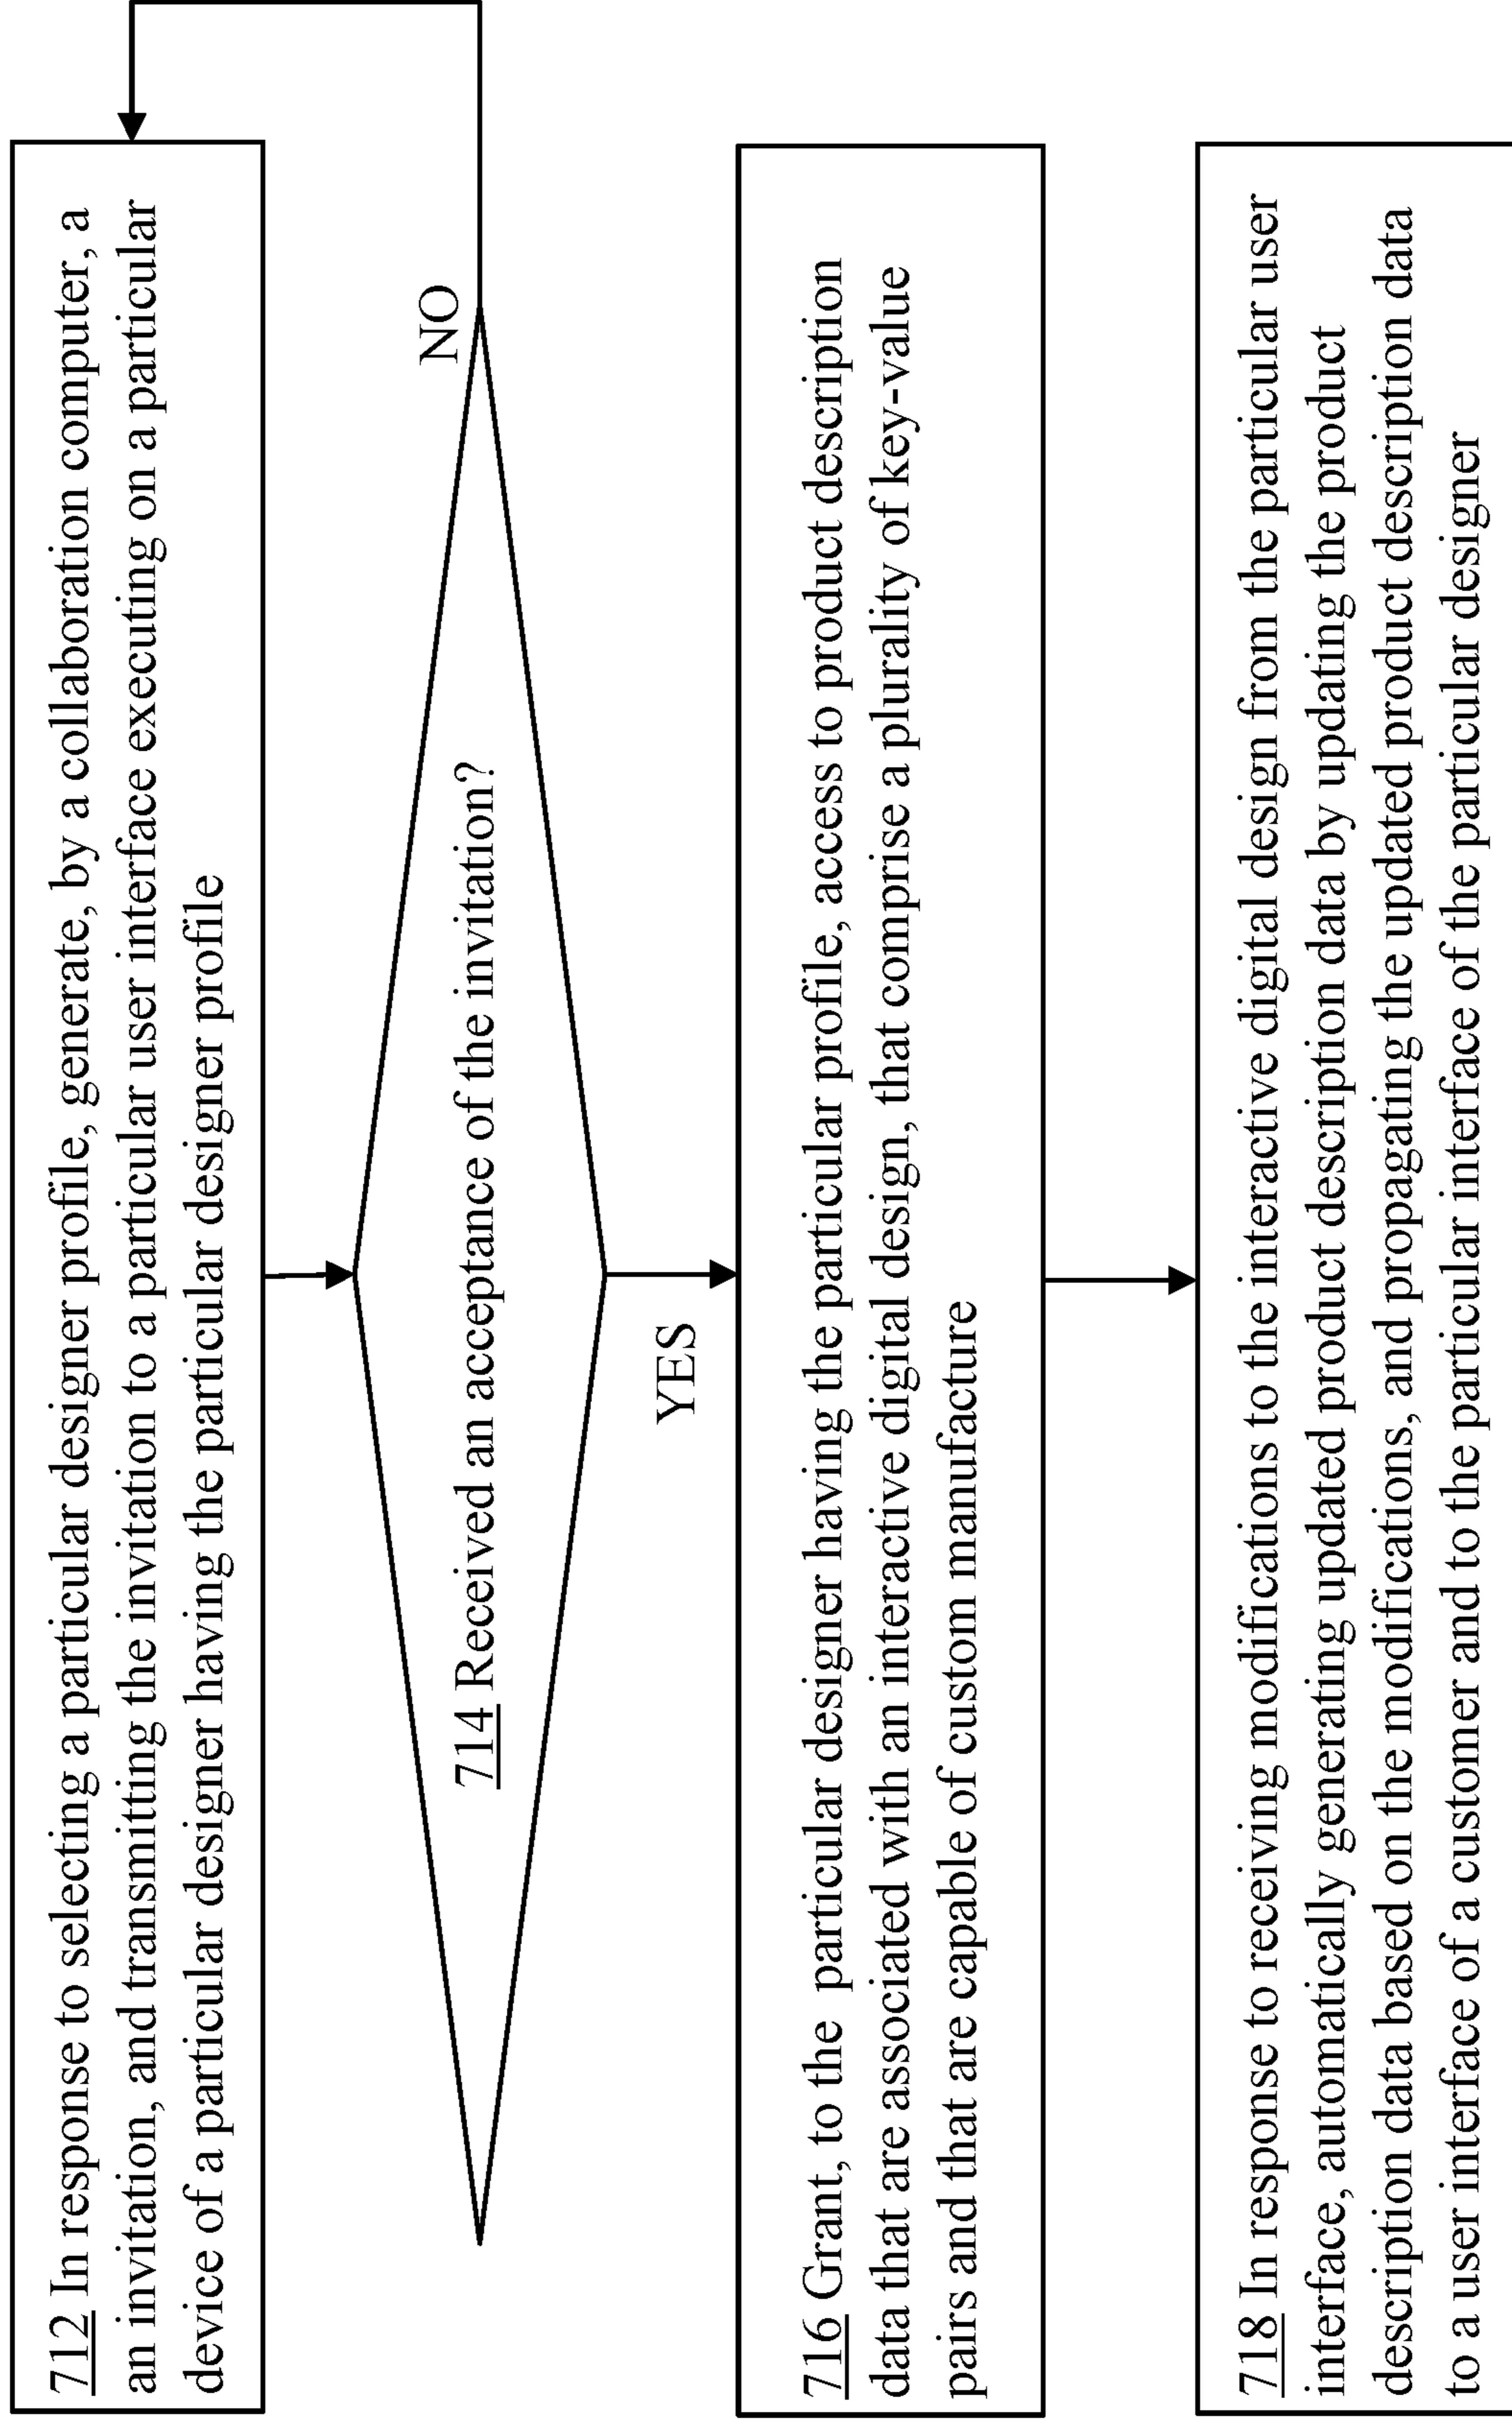 712 In response to selecting a particular designer profile, generate, by a collaboration computer, a
an invitation, and transmitting the invitation to a particular user interface executing on a particular
device of a particular designer having the particular designer profile
714 Received an acceptance of the invitation?
NO
YES
716 Grant, to the particular designer having the particular profile, access to product description
data that are associated with an interactive digital design, that comprise a plurality of key-value
pairs and that are capable of custom manufacture
718 In response to receiving modifications to the interactive digital design from the particular user
interface, automatically generating updated product description data by updating the product
description data based on the modifications, and propagating the updated product description data
to a user interface of a customer and to the particular interface of the particular designer